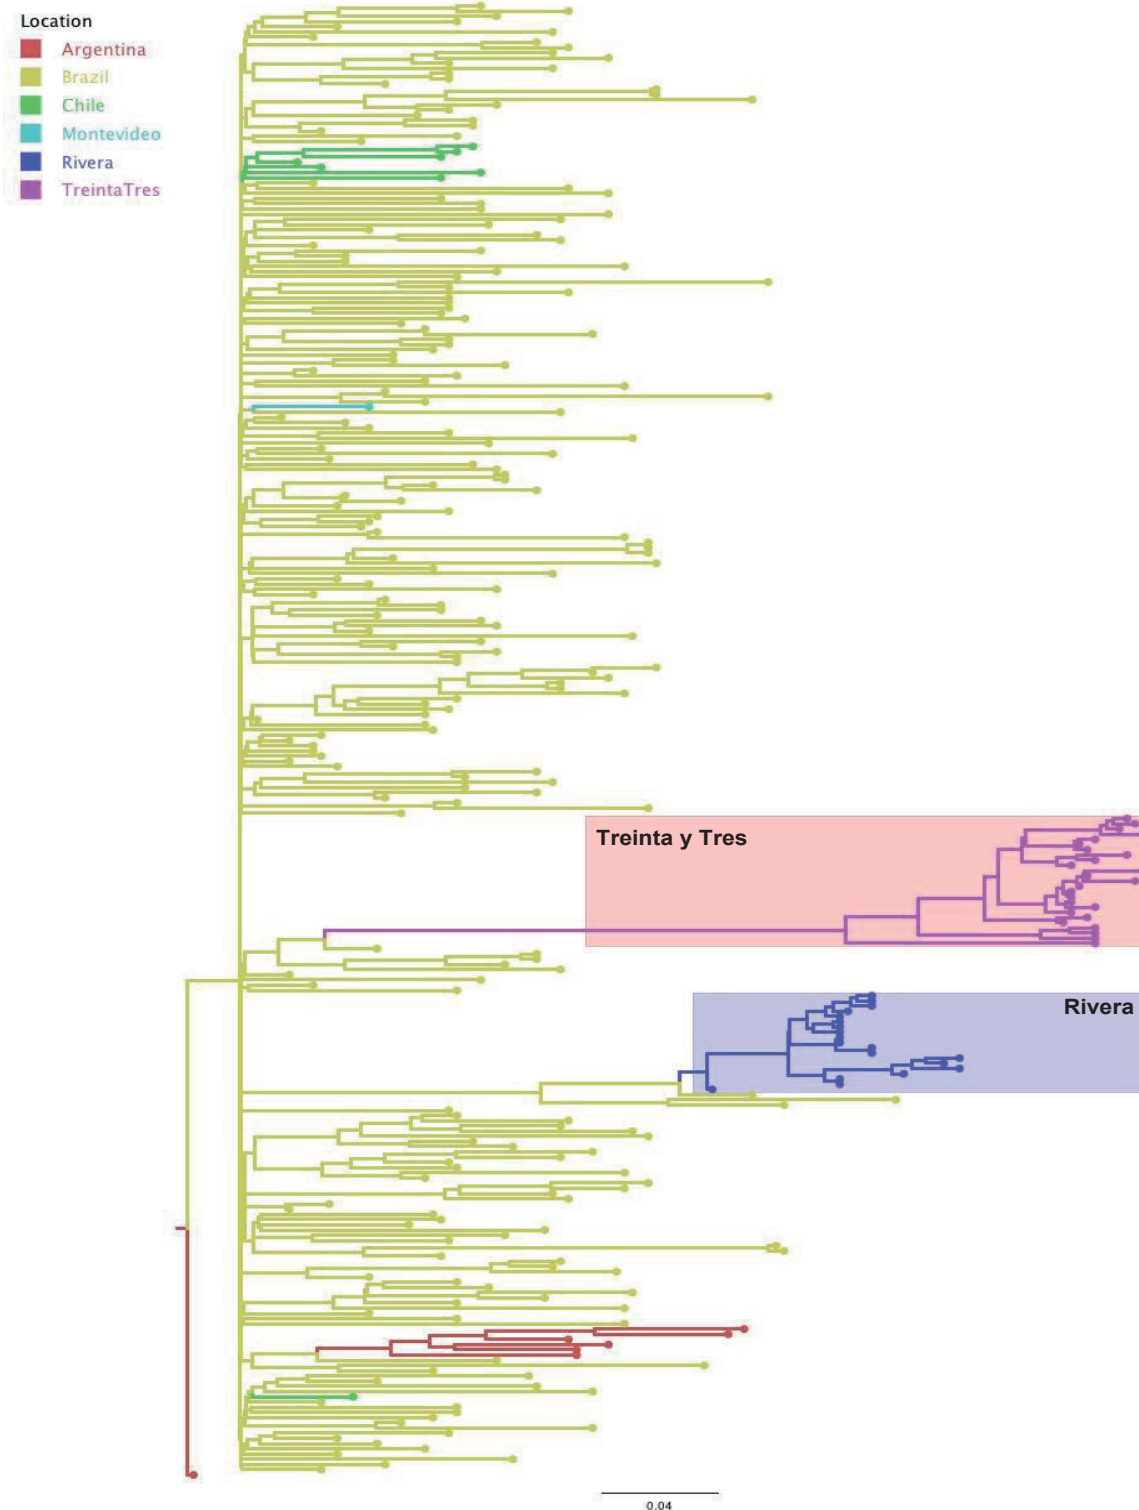 Location
Argentina
Brazil
Chile
Montevideo
Rivera
TreintaTres
Treinta y Tres
Rivera
0.04